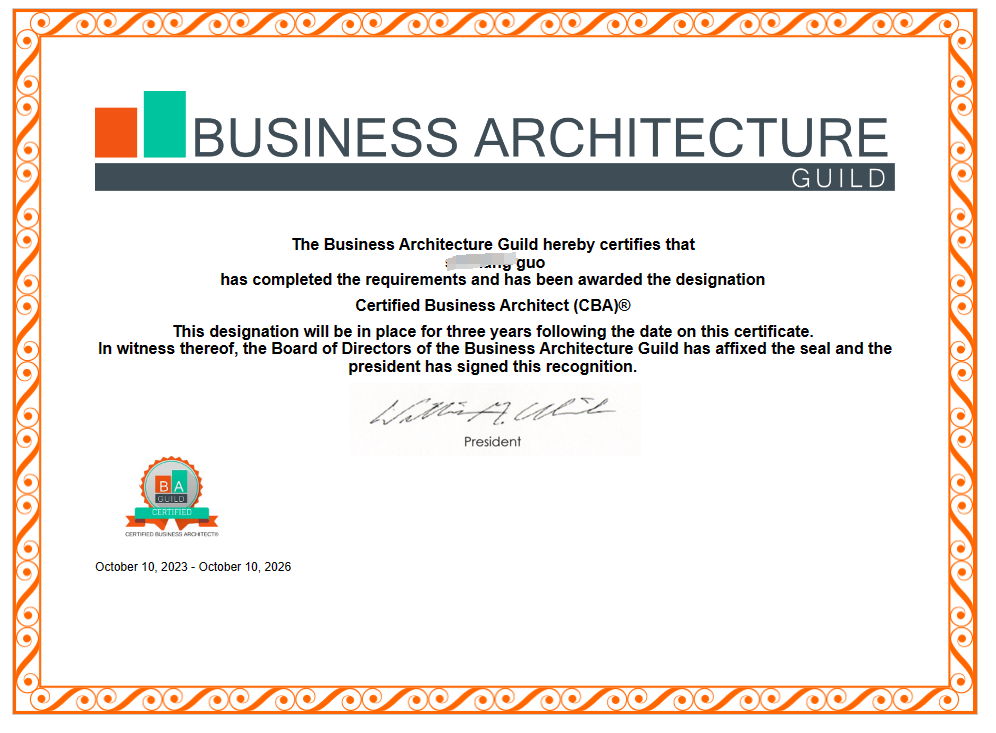 BUSINESS ARCHITECTURE
GUILD
The Business Architecture Guild hereby certifies that
guo
has completed the requirements and has been awarded the designation
Certified Business Architect (CBA)®
This designation will be in place for three years following the date on this certificate.
In witness thereof, the Board of Directors of the Business Architecture Guild has affixed the seal and the
president has signed this recognition.
President
B A
GUILD
CERTIFIED
CERTIFIED BUSINESS ARCHITECT®
October 10, 2023 - October 10, 2026